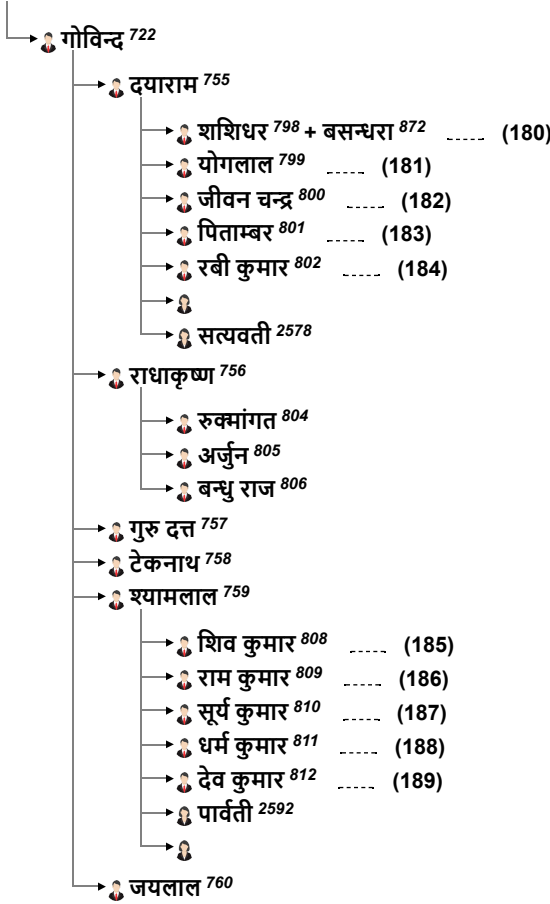 गोविन्द 722
दयाराम 755
शशिधर 798 + बसन्धरा 872 ...... (180)
योगलाल 799 ...... (181)
जीवन चन्द्र 800 ...... (182)
पिताम्बर 801 ...... (183)
रबी कुमार 802 ...... (184)
सत्यवती 2578
राधाकृष्ण 756
रुक्मांगत 804
अर्जुन 805
बन्धु राज 806
गुरु दत्त 757
टेकनाथ 758
श्यामलाल 759
शिव कुमार 808 ...... (185)
राम कुमार 809 ...... (186)
सूर्य कुमार 810 ...... (187)
धर्म कुमार 811 ...... (188)
देव कुमार 812 ...... (189)
पार्वती 2592
जयलाल 760